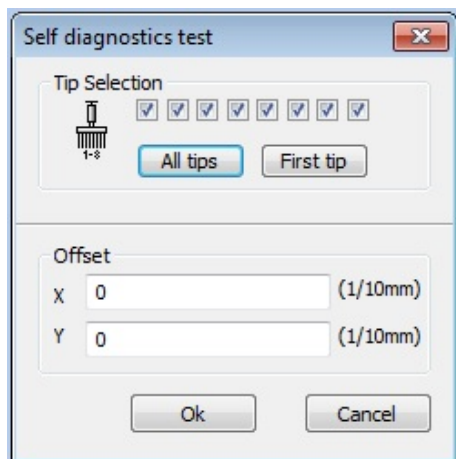 Self diagnostics test
Tip Selection
1-8
All tips
First tip
Offset
X 0 (1/10mm)
Y 0 (1/10mm)
Ok
Cancel